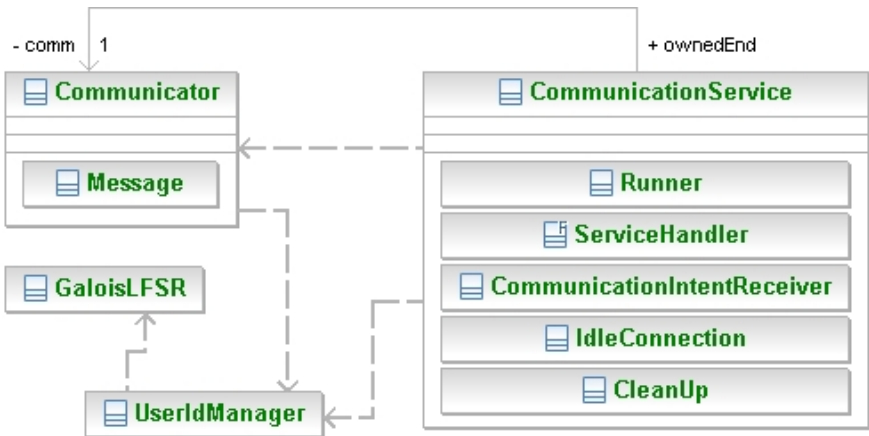 - comm 1 + ownedEnd
Communicator
CommunicationService
Message
Runner
ServiceHandler
GaloisLFSR
CommunicationIntentReceiver
IdleConnection
CleanUp
UserIdManager